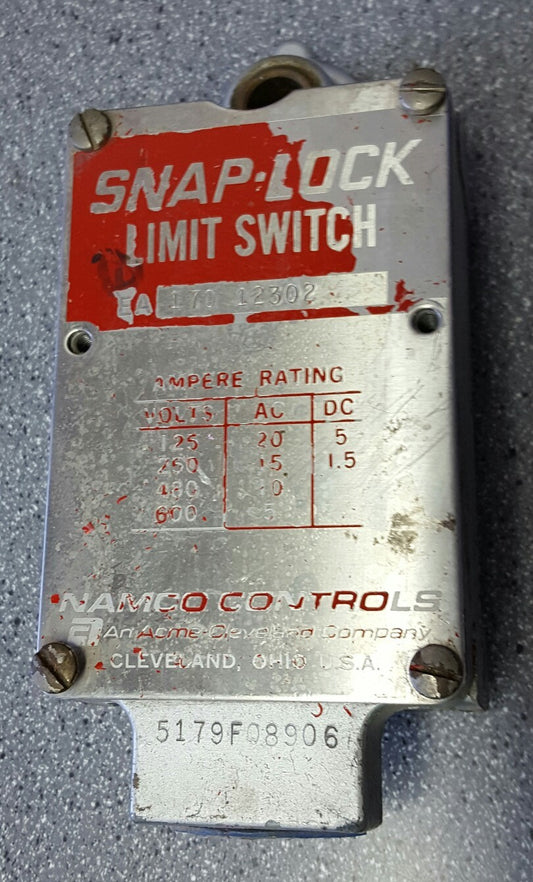 SNAP-LOCK
LIMIT SWITCH
EA 170 12302
AMPERE RATING
VOLTS AC DC
125 20 5
250 15 1.5
480 10
600 5
NAMCO CONTROLS
An Acme-Cleveland Company
CLEVELAND, OHIO U.S.A.
5179F08906